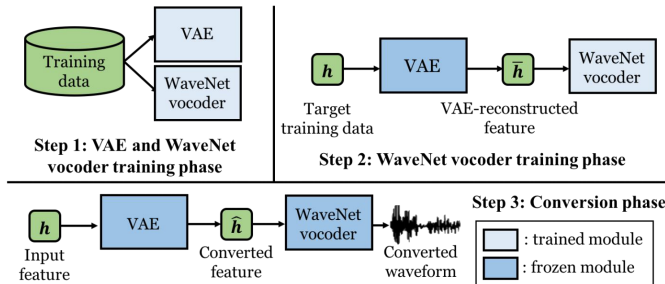 Training
data
VAE
WaveNet
vocoder
Step 1: VAE and WaveNet
vocoder training phase
h
VAE
h̄
WaveNet
vocoder
Target
training data
VAE-reconstructed
feature
Step 2: WaveNet vocoder training phase
h
VAE
ĥ
WaveNet
vocoder
Input
feature
Converted
feature
Converted
waveform
Step 3: Conversion phase
: trained module
: frozen module